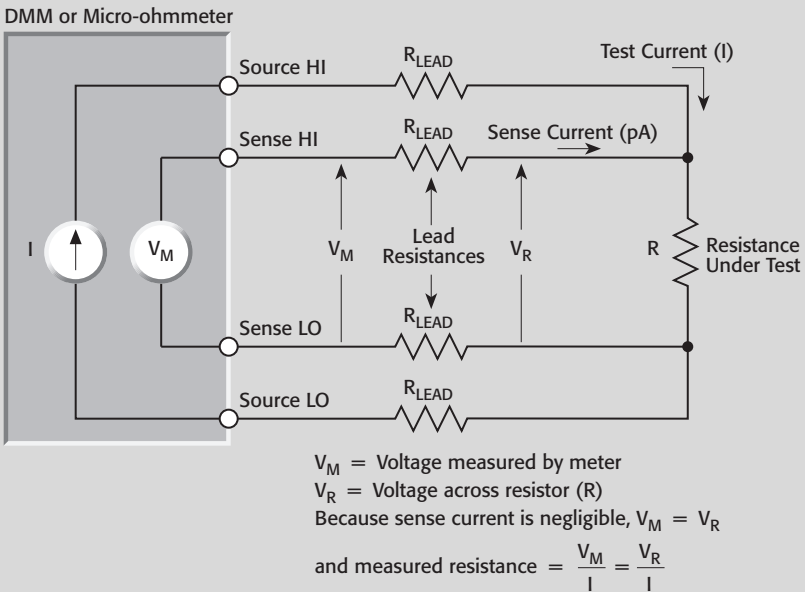 DMM or Micro-ohmmeter
Source HI
R_LEAD
Test Current (I)
Sense HI
R_LEAD
Sense Current (pA)
I
V_M
V_M
Lead
Resistances
V_R
R
Resistance
Under Test
Sense LO
R_LEAD
Source LO
R_LEAD
V_M = Voltage measured by meter
V_R = Voltage across resistor (R)
Because sense current is negligible, V_M = V_R
and measured resistance = V_M/I = V_R/I